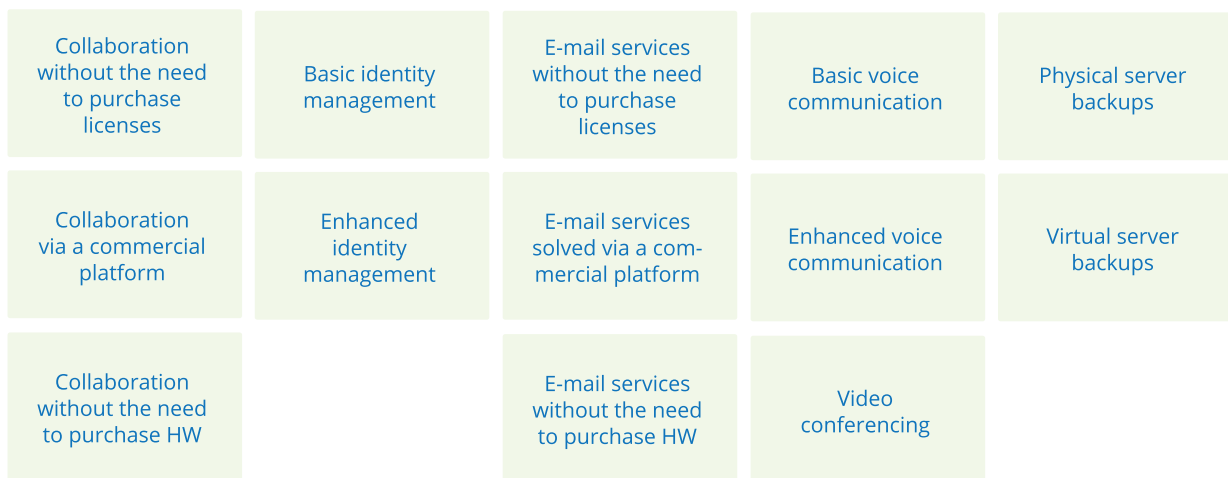 Collaboration
without the need
to purchase
licenses
Basic identity
management
E-mail services
without the need
to purchase
licenses
Basic voice
communication
Physical server
backups
Collaboration
via a commercial
platform
Enhanced
identity
management
E-mail services
solved via a com-
mercial platform
Enhanced voice
communication
Virtual server
backups
Collaboration
without the need
to purchase HW
E-mail services
without the need
to purchase HW
Video
conferencing